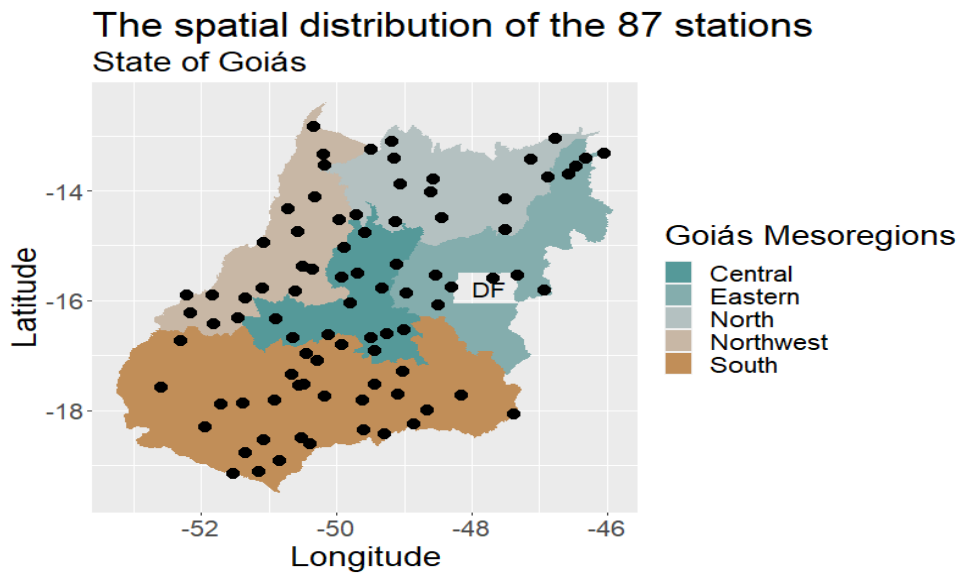 The spatial distribution of the 87 stations
State of Goiás
Latitude
-14
-16
-18
DF
-52
-50
-48
-46
Longitude
Goiás Mesoregions
Central
Eastern
North
Northwest
South